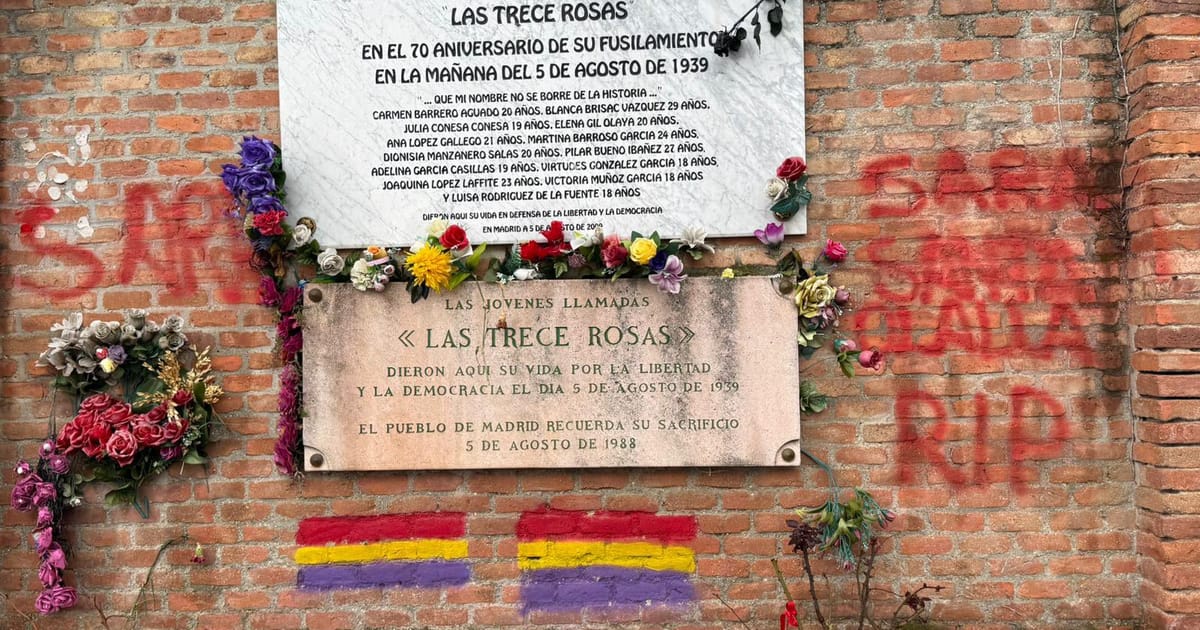 "LAS TRECE ROSAS"
EN EL 70 ANIVERSARIO DE SU FUSILAMIENTO
EN LA MAÑANA DEL 5 DE AGOSTO DE 1939
"... QUE MI NOMBRE NO SE BORRE DE LA HISTORIA ..."
CARMEN BARRERO AGUADO 20 AÑOS, BLANCA BRISAC VAZQUEZ 29 AÑOS,
JULIA CONESA CONESA 19 AÑOS, ELENA GIL OLAYA 20 AÑOS,
ANA LOPEZ GALLEGO 21 AÑOS, MARTINA BARROSO GARCIA 24 AÑOS,
DIONISIA MANZANERO SALAS 20 AÑOS, PILAR BUENO IBAÑEZ 27 AÑOS,
ADELINA GARCIA CASILLAS 19 AÑOS, VIRTUDES GONZALEZ GARCIA 18 AÑOS,
JOAQUINA LOPEZ LAFFITE 23 AÑOS, VICTORIA MUÑOZ GARCIA 18 AÑOS
Y LUISA RODRIGUEZ DE LA FUENTE 18 AÑOS
DIERON AQUI SU VIDA EN DEFENSA DE LA LIBERTAD Y LA DEMOCRACIA
EN MADRID A 5 DE AGOSTO DE 2009
LAS JOVENES LLAMADAS
« LAS TRECE ROSAS »
DIERON AQUI SU VIDA POR LA LIBERTAD
Y LA DEMOCRACIA EL DIA 5 DE AGOSTO DE 1939
EL PUEBLO DE MADRID RECUERDA SU SACRIFICIO
5 DE AGOSTO DE 1988
RIP